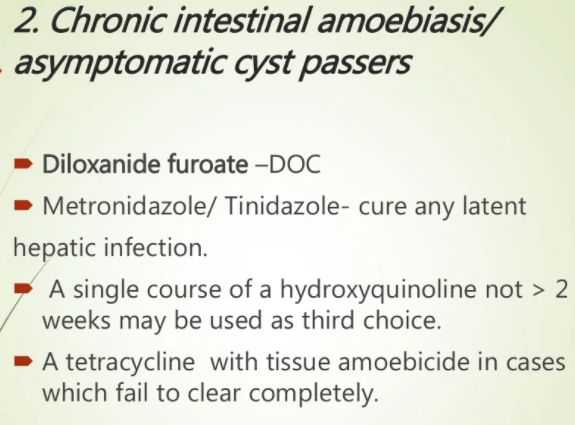 2. Chronic intestinal amoebiasis/
asymptomatic cyst passers
Diloxanide furoate –DOC
Metronidazole/ Tinidazole- cure any latent
hepatic infection.
A single course of a hydroxyquinoline not > 2
weeks may be used as third choice.
A tetracycline with tissue amoebicide in cases
which fail to clear completely.